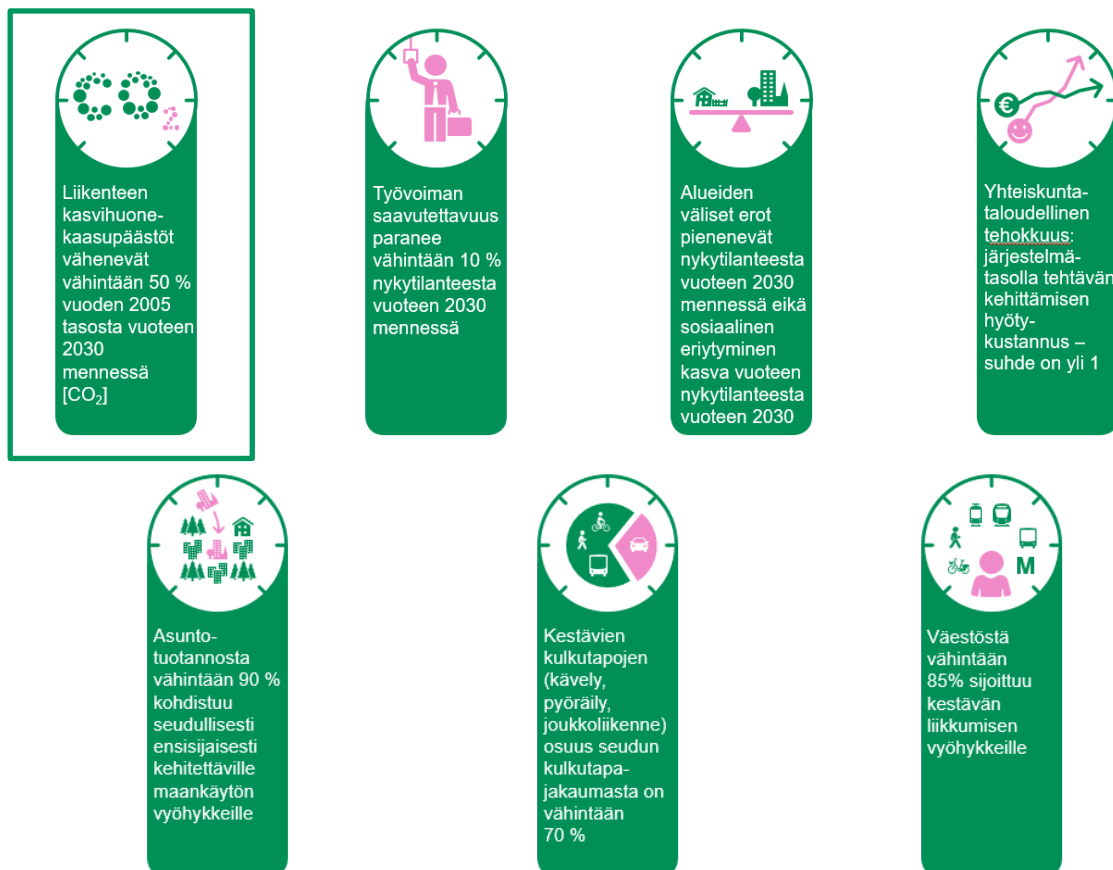 CO2
Liikenteen
kasvihuone-
kaasupäästöt
vähenevät
vähintään 50 %
vuoden 2005
tasosta vuoteen
2030
mennessä
[CO₂]
Työvoiman
saavutettavuus
paranee
vähintään 10 %
nykytilanteesta
vuoteen 2030
mennessä
Alueiden
väliset erot
pienenevät
nykytilanteesta
vuoteen 2030
mennessä eikä
sosiaalinen
eriytyminen
kasva vuoteen
nykytilanteesta
vuoteen 2030
€
Yhteiskunta-
taloudellinen
tehokkuus:
järjestelmä-
tasolla tehtävän
kehittämisen
hyöty-
kustannus –
suhde on yli 1
Asunto-
tuotannosta
vähintään 90 %
kohdistuu
seudullisesti
ensisijaisesti
kehitettäville
maankäytön
vyöhykkeille
Kestävien
kulkutapojen
(kävely,
pyöräily,
joukkoliikenne)
osuus seudun
kulkutapa-
jakaumasta on
vähintään
70 %
M
Väestöstä
vähintään
85% sijoittuu
kestävän
liikkumisen
vyöhykkeille